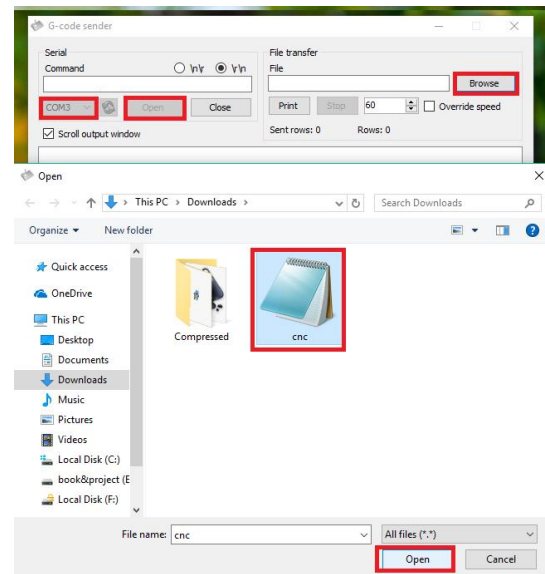 G-code sender
Serial
Command \n\r \r\n
COM3 Open Close
Scroll output window
File transfer
File
Browse
Print Stop 60 Override speed
Sent rows: 0 Rows: 0
Open
This PC Downloads Search Downloads
Organize New folder
Quick access
OneDrive
This PC
Desktop
Documents
Downloads
Music
Pictures
Videos
Local Disk (C:)
book&project (E
Local Disk (F:)
Compressed cnc
File name: cnc All files (*.*)
Open Cancel